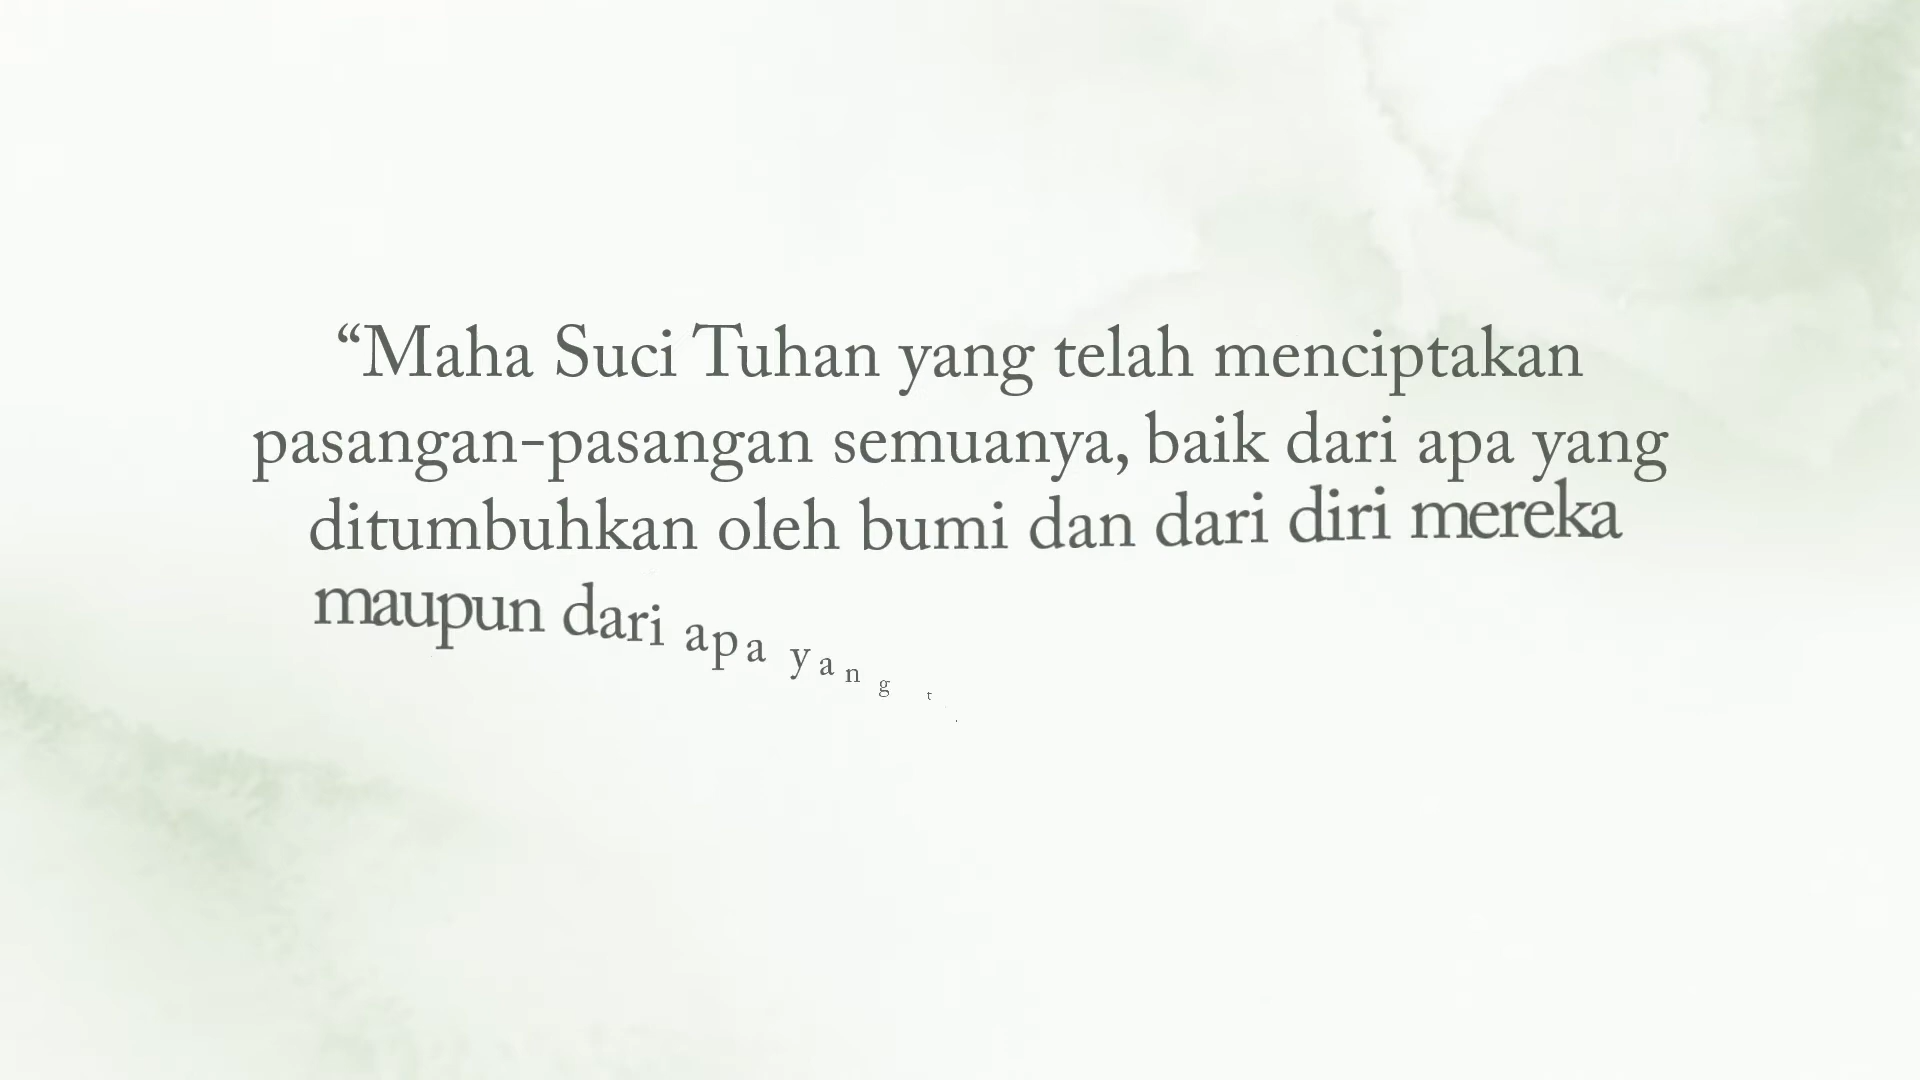 “Maha Suci Tuhan yang telah menciptakan
pasangan-pasangan semuanya, baik dari apa yang
ditumbuhkan oleh bumi dan dari diri mereka
maupun dari apa yang t